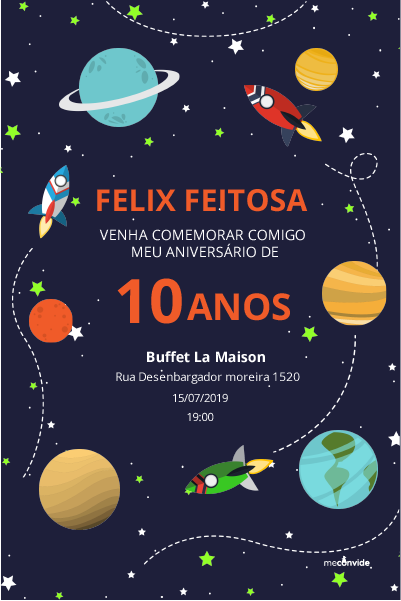 FELIX FEITOSA
VENHA COMEMORAR COMIGO
MEU ANIVERSÁRIO DE
10 ANOS
Buffet La Maison
Rua Desenbargador moreira 1520
15/07/2019
19:00
meconvide